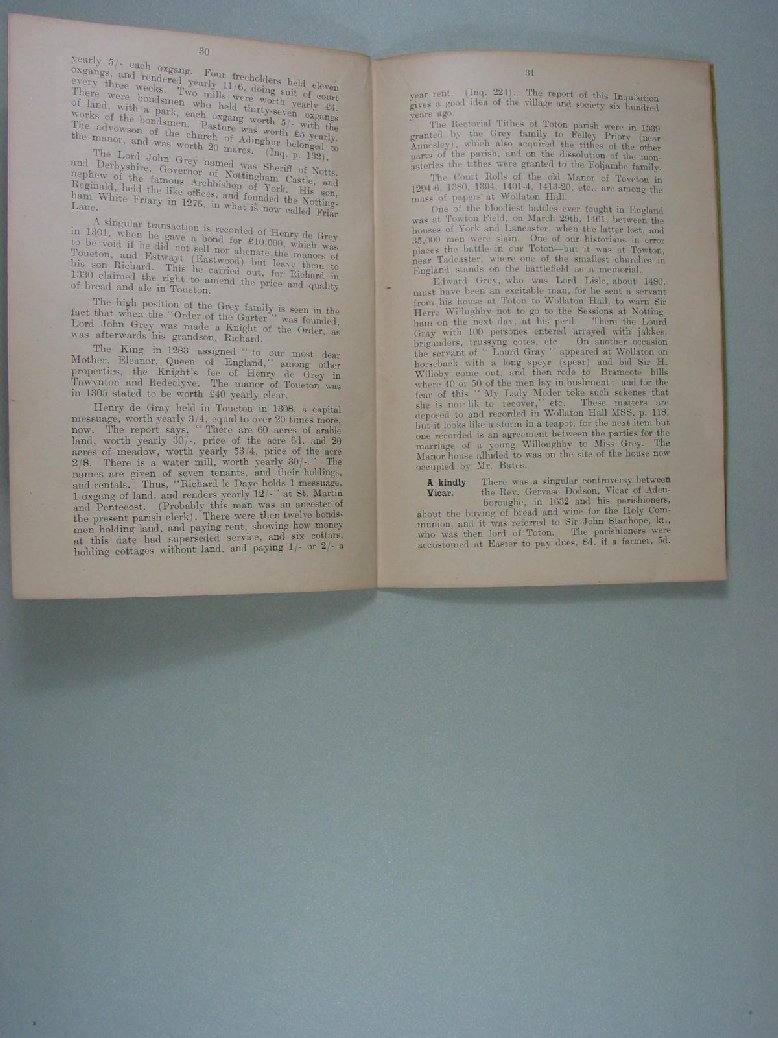 30
yearly 5/- each oxgang. Four freeholders held eleven
oxgangs, and rendered yearly 11/6, doing suit of court
every three weeks. Two mills were worth yearly £4.
There were bondsmen who held thirty-seven oxgangs
of land, with a park, each oxgang worth 5/- with the
works of the bondsmen. Pasture was worth £5 yearly.
The advowson of the church of Adingbur belonged to
the manor, and was worth 20 marcs. (Inq. p. 192).
The Lord John Grey named was Sheriff of Notts,
and Derbyshire, Governor of Nottingham Castle, and
nephew of the famous Archbishop of York. His son,
Reginald, held the like offices, and founded the Notting-
ham White Friary in 1276, in what is now called Friar
Lane.
A singular transaction is recorded of Henry de Grey
in 1301, when he gave a bond for £10,000, which was
to be void if he did not sell nor alienate the manors of
Toueton, and Estwayt (Eastwood) but leave them to
his son Richard. This he carried out, for Richard in
1330 claimed the right to amend the price and quality
of bread and ale in Toueton.
The high position of the Grey family is seen in the
fact that when the "Order of the Garter" was founded,
Lord John Grey was made a Knight of the Order, as
was afterwards his grandson, Richard.
The King in 1283 assigned "to our most dear
Mother, Eleanor, Queen of England," among other
properties, the Knight's fee of Henry de Grey in
Towynton and Redeclyve. The manor of Toueton was
in 1305 stated to be worth £40 yearly clear.
Henry de Gray held in Toueton in 1308, a capital
messuage, worth yearly 3/4, equal to over 20 times more,
now. The report says, "There are 60 acres of arable
land, worth yearly 30/-, price of the acre 6d. and 20
acres of meadow, worth yearly 53/4, price of the acre
2/8. There is a water mill, worth yearly 30/-." The
names are given of seven tenants, and their holdings,
and rentals. Thus, "Richard le Daye holds 1 messuage,
1 oxgang of land, and renders yearly 12/-" at St. Martin
and Pentecost. (Probably this man was an ancestor of
the present parish clerk). There were then twelve bonds-
men holding land, and paying rent, showing how money
at this date had superseded service, and six cottars,
holding cottages without land, and paying 1/- or 2/- a
31
year rent. (Inq. 224). The report of this Inquisition
gives a good idea of the village and society six hundred
years ago.
The Rectorial Tithes of Toton parish were in 1539
granted by the Grey family to Felley Priory (near
Annesley), which also acquired the tithes of the other
parts of the parish, and on the dissolution of the mon-
asteries the tithes were granted to the Foljambe family.
The Court Rolls of the old Manor of Toveton in
1294-6, 1380, 1394, 1401-4, 1413-20, etc., are among the
mass of papers at Wollaton Hall.
One of the bloodiest battles ever fought in England
was at Towton Field, on March 29th, 1461, between the
houses of York and Lancaster, when the latter lost, and
35,000 men were slain. One of our historians in error
places the battle in our Toton—but it was at Towton,
near Tadcaster, where one of the smallest churches in
England stands on the battlefield as a memorial.
Edward Grey, who was Lord Lisle, about 1480,
must have been an excitable man, for he sent a servant
from his house at Toton to Wollaton Hall, to warn Sir
Herre Willughby not to go to the Sessions at Notting-
ham on the next day, at his peril. Then the Lourd
Gray with 100 persones entered arrayed with jakkes,
briganders, trussyng cotes, etc. On another occasion
the servant of "Lourd Gray" appeared at Wollaton on
horseback with a long speyr (spear) and bid Sir H.
Willoby come out, and then rode to Bramcote hills
where 40 or 50 of the men lay in bushment: and for the
fear of this "My Lady Moder toke such sekenes that
she is not lik to recover," etc. These matters are
deposed to and recorded in Wollaton Hall MSS. p. 118,
but it looks like a storm in a teapot, for the next item but
one recorded is an agreement between the parties for the
marriage of a young Willoughby to Miss Grey. The
Manor house alluded to was on the site of the house now
occupied by Mr. Bates.
A kindly Vicar.
There was a singular controversy between
the Rev. Gervase Dodson, Vicar of Aden-
boroughe, in 1632 and his parishioners,
about the buying of bread and wine for the Holy Com-
munion, and it was referred to Sir John Stanhope, kt.,
who was then lord of Toton. The parishioners were
accustomed at Easter to pay dues, 8d. if a farmer, 5d.